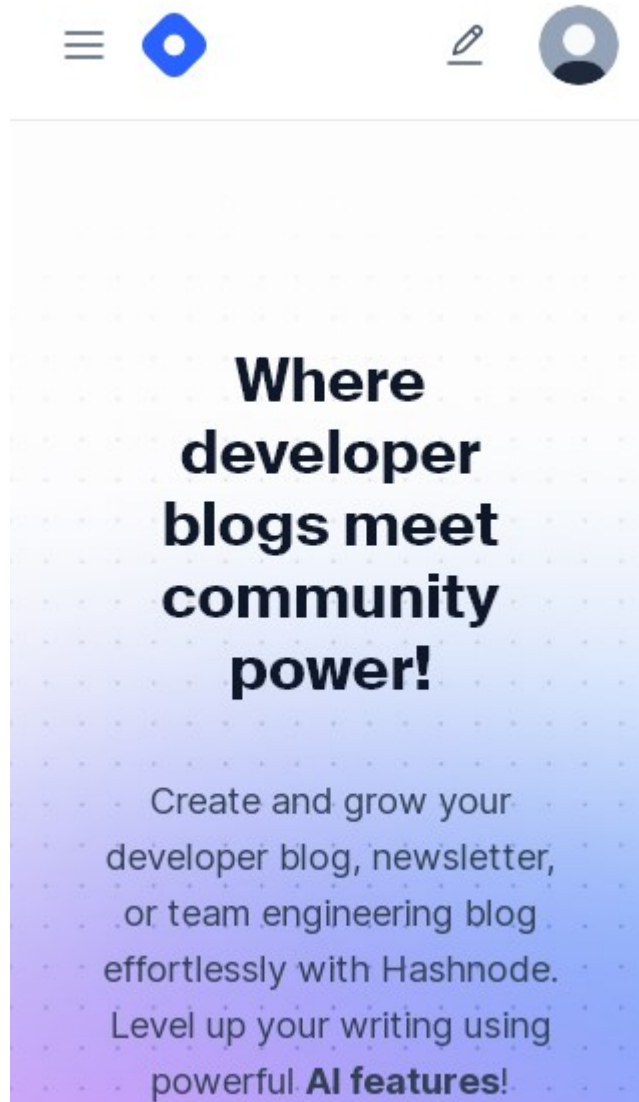 Where
developer
blogs meet
community
power!
Create and grow your
developer blog, newsletter,
or team engineering blog
effortlessly with Hashnode.
Level up your writing using
powerful AI features!